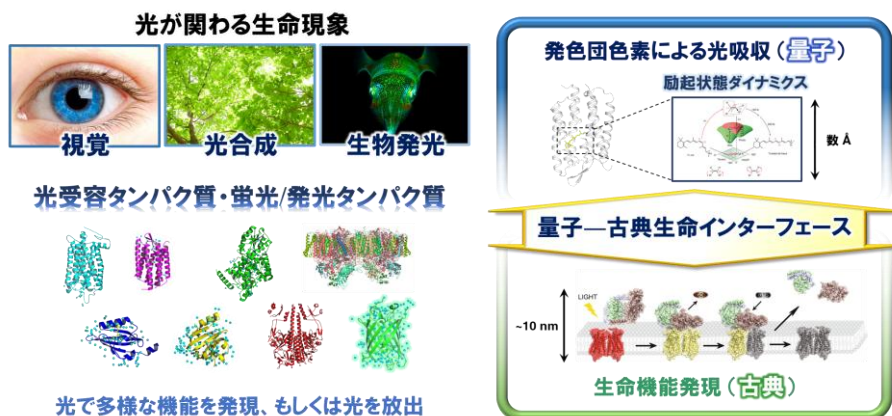 光が関わる生命現象
視覚
光合成
生物発光
光受容タンパク質・蛍光/発光タンパク質
光で多様な機能を発現、もしくは光を放出
発色団色素による光吸収(量子)
励起状態ダイナミクス
数 Å
量子—古典生命インターフェース
~10 nm
LIGHT
生命機能発現(古典)